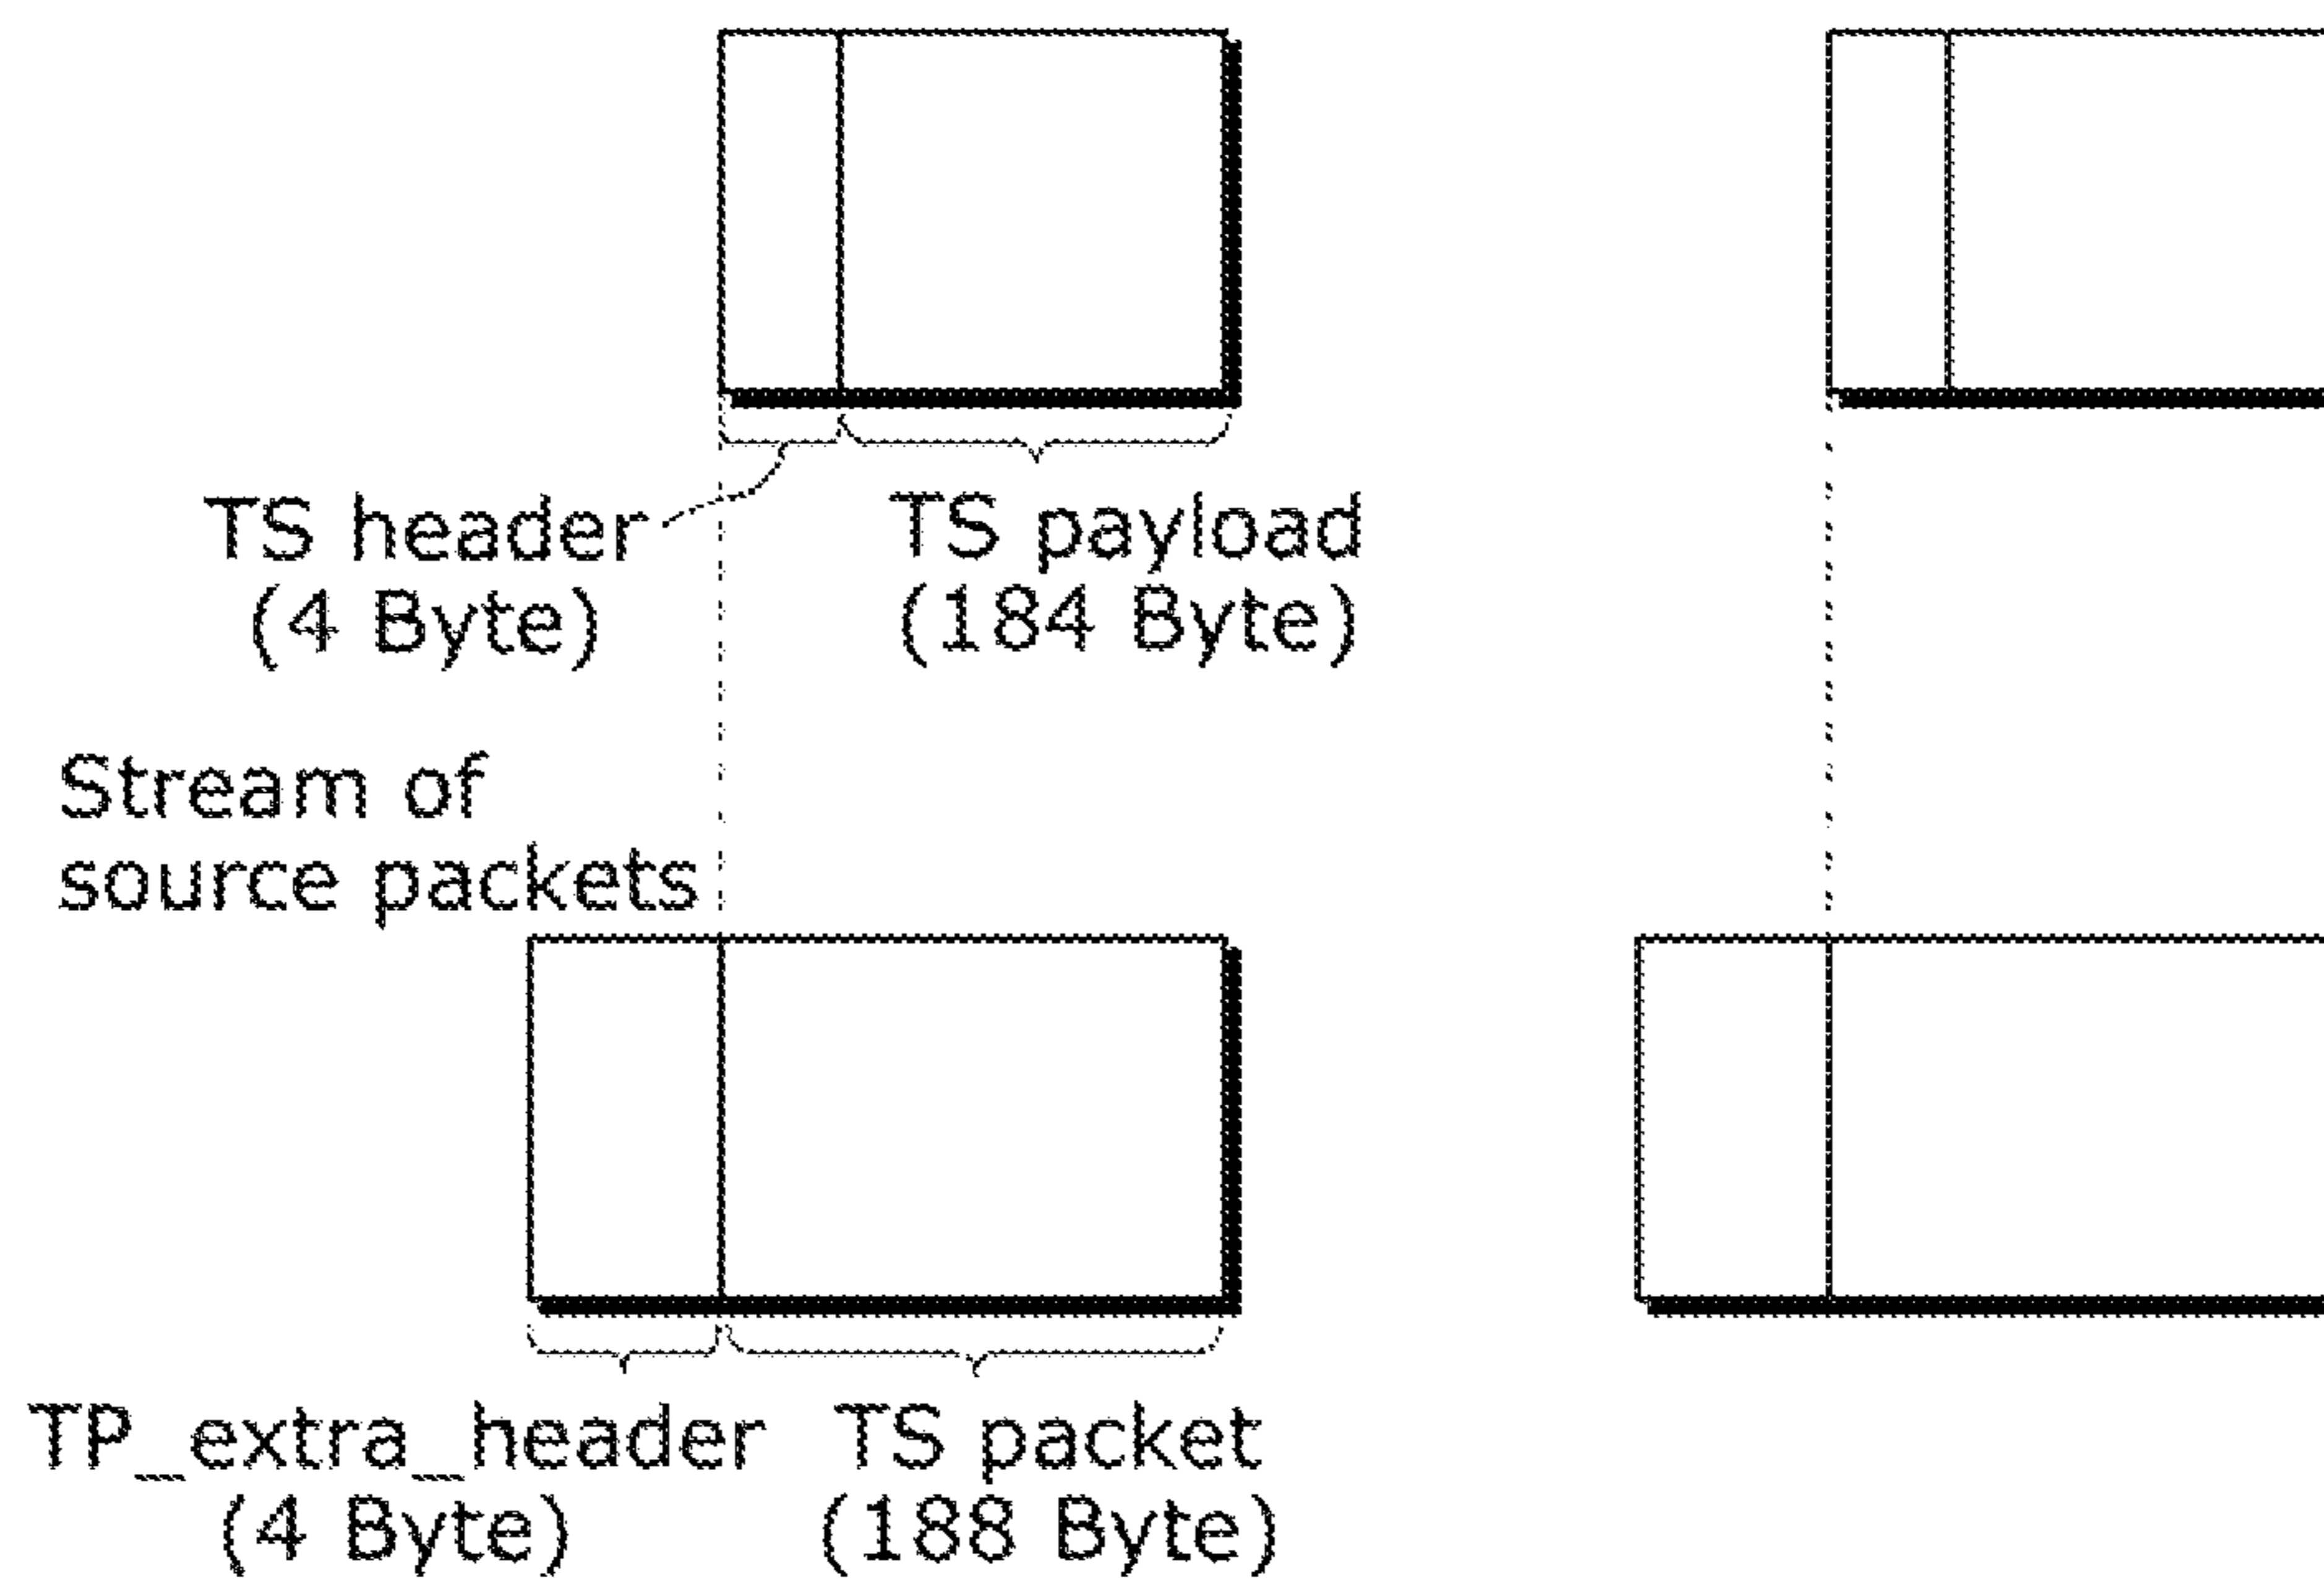 TS header
(4 Byte)
TS payload
(184 Byte)
Stream of
source packets
TP_extra_header
(4 Byte)
TS packet
(188 Byte)